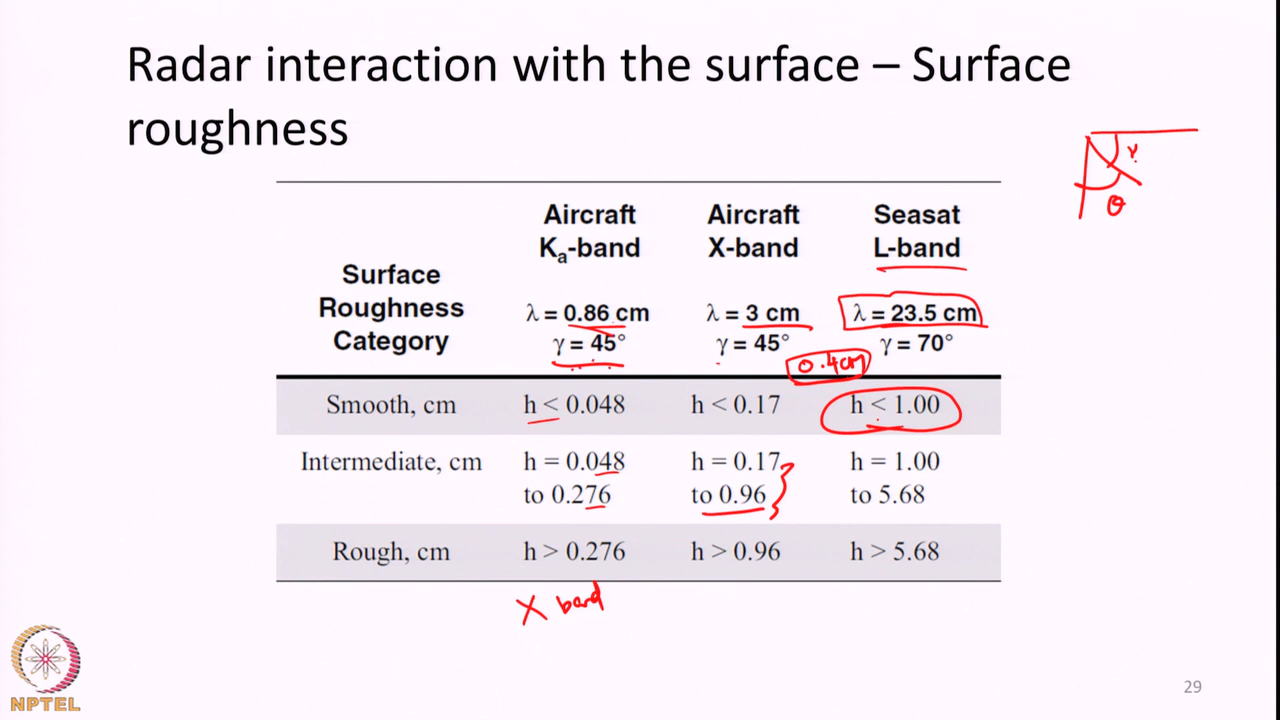 Radar interaction with the surface – Surface
roughness
γ
θ
Aircraft Aircraft Seasat
Kₐ-band X-band L-band
Surface
Roughness
Category
λ = 0.86 cm λ = 3 cm λ = 23.5 cm
γ = 45° γ = 45° γ = 70°
0.4cm
Smooth, cm h < 0.048 h < 0.17 h < 1.00
Intermediate, cm h = 0.048 h = 0.17 h = 1.00
to 0.276 to 0.96 to 5.68
Rough, cm h > 0.276 h > 0.96 h > 5.68
X band
NPTEL
29